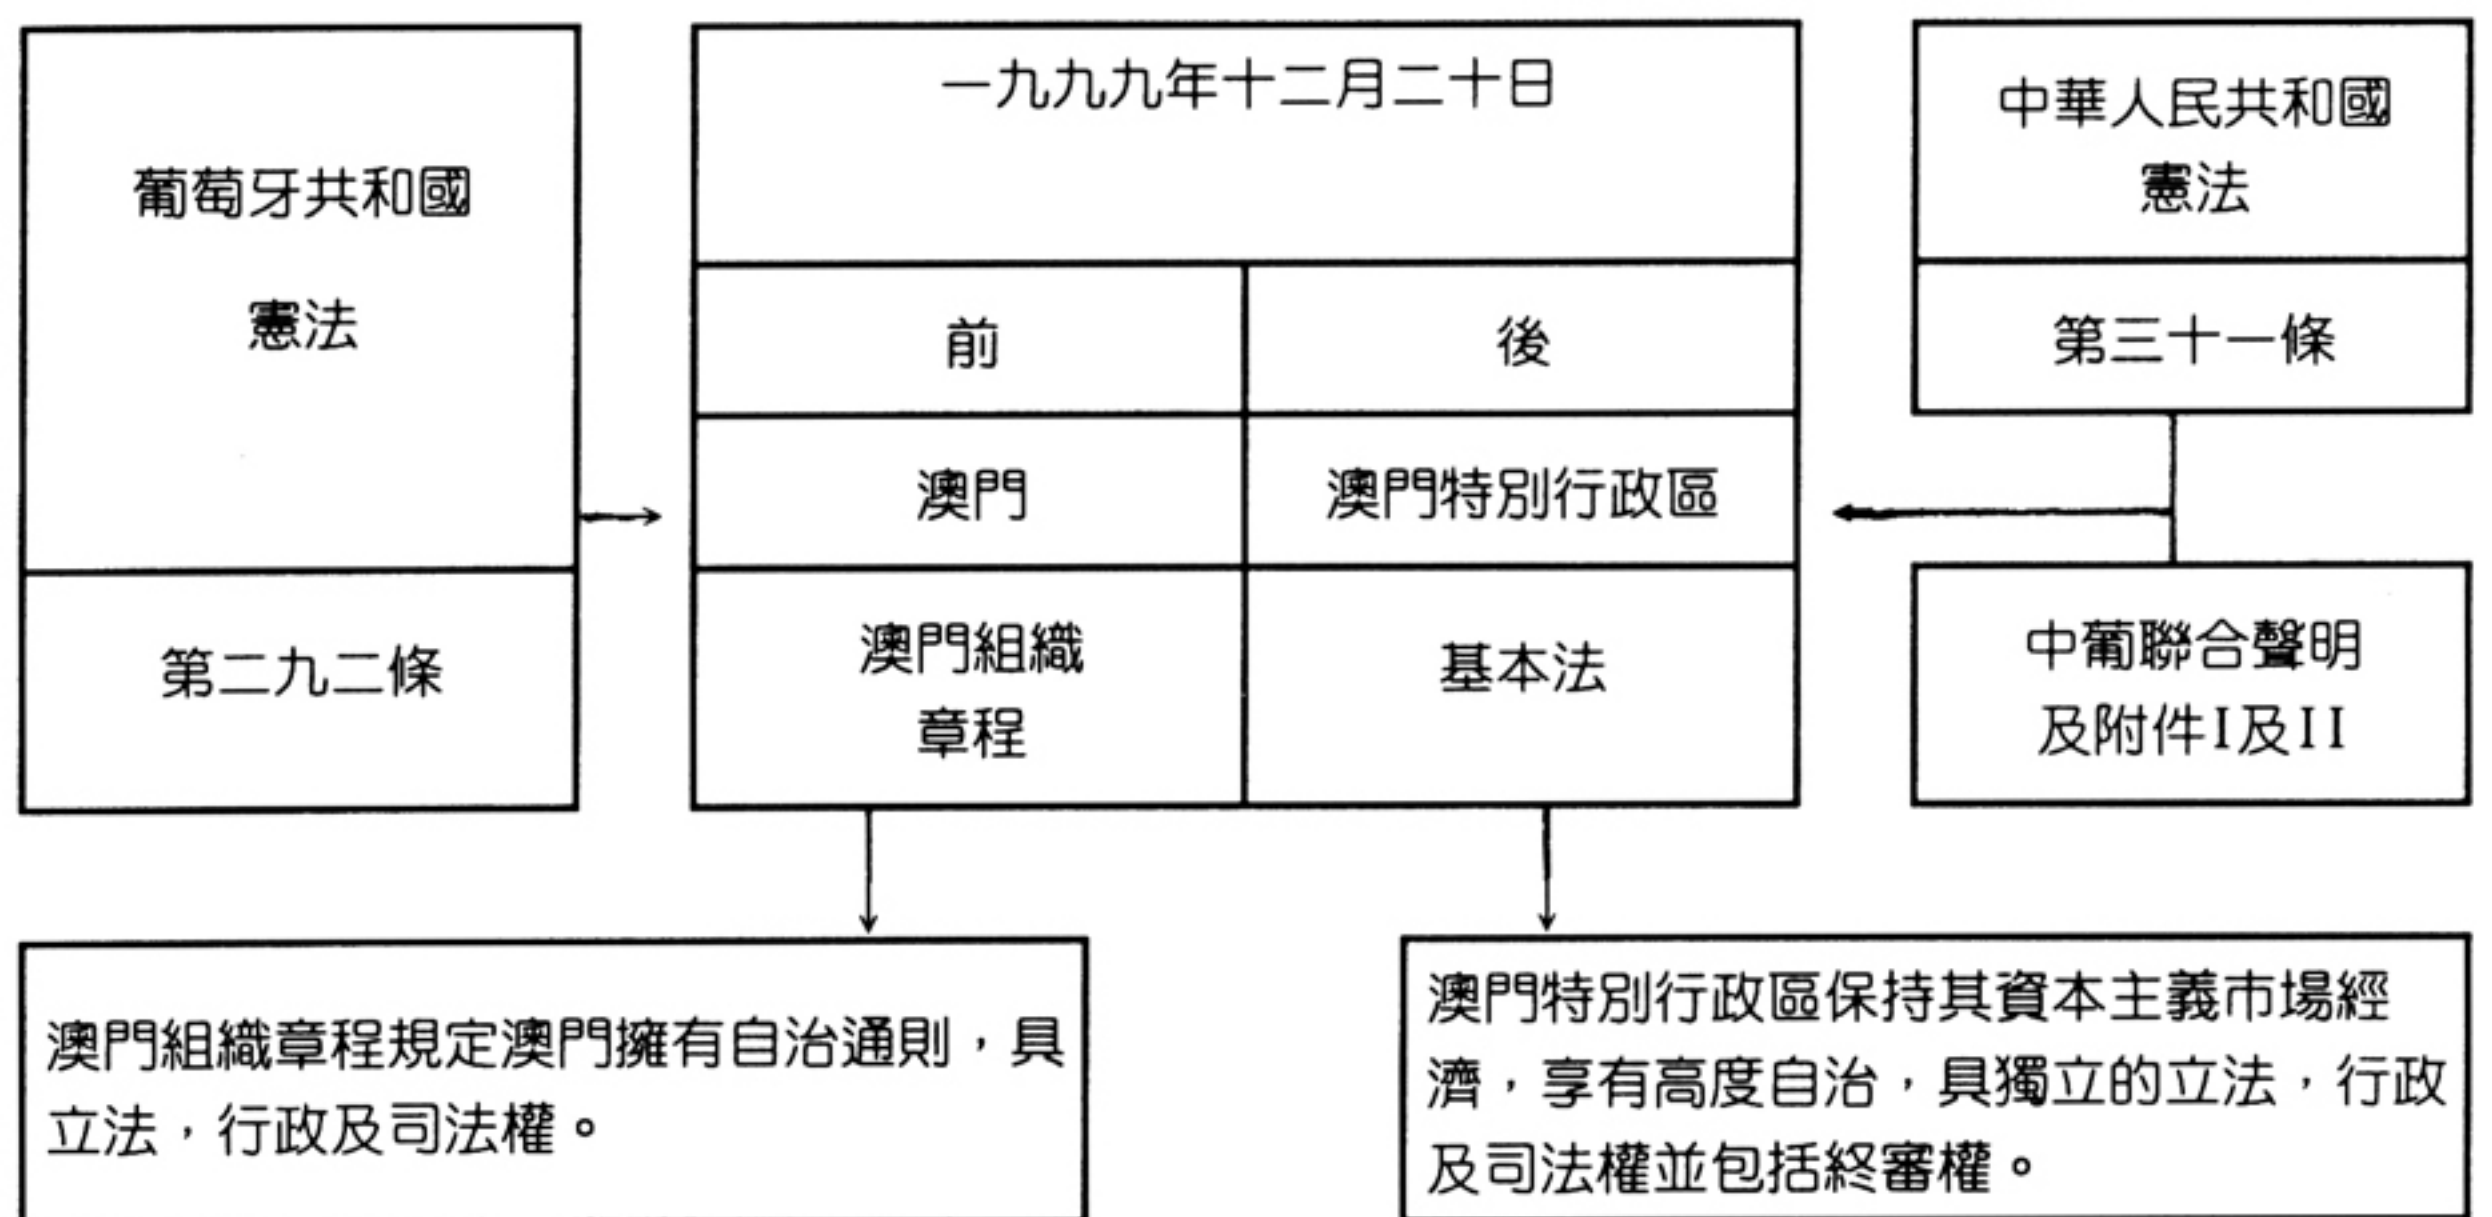 葡萄牙共和國
憲法
第二九二條
一九九九年十二月二十日
前
後
澳門
澳門特別行政區
澳門組織
章程
基本法
中華人民共和國
憲法
第三十一條
中葡聯合聲明
及附件I及II
澳門組織章程規定澳門擁有自治通則，具
立法，行政及司法權。
澳門特別行政區保持其資本主義市場經
濟，享有高度自治，具獨立的立法，行政
及司法權並包括終審權。